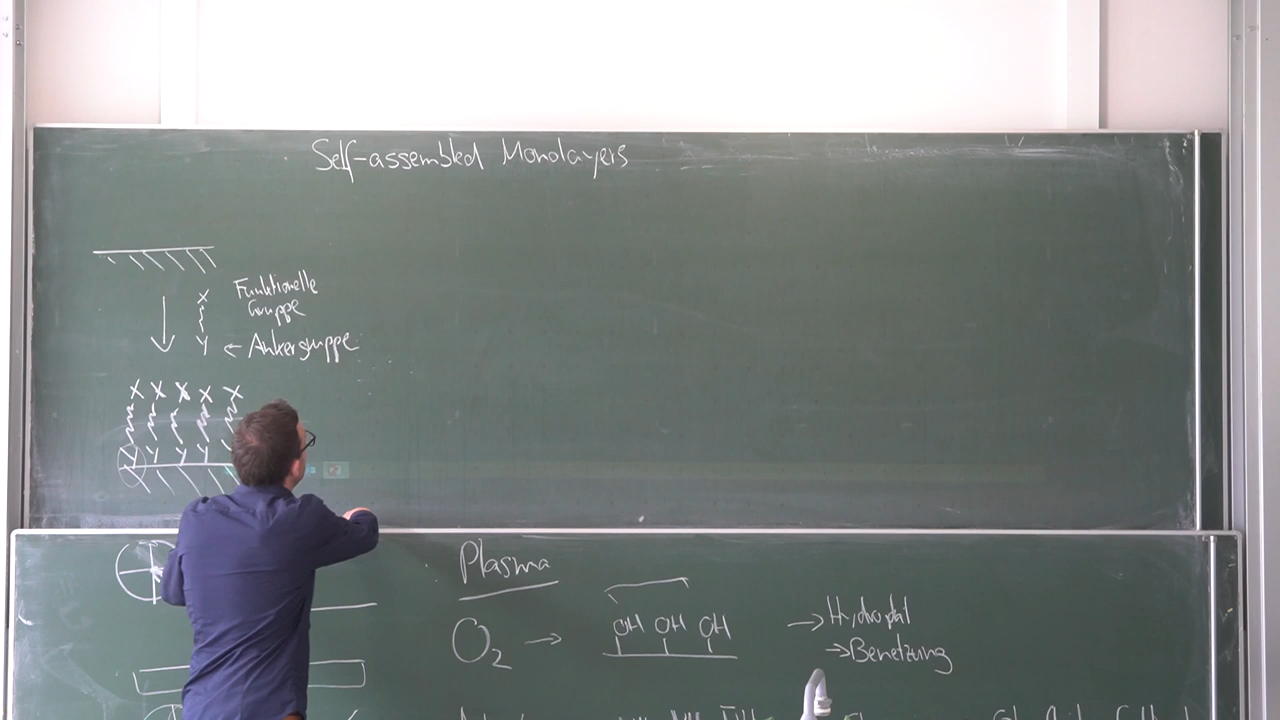 Self-assembled Monolayers
X Funktionelle
Gruppe
Y ← Ankergruppe
X X X X X
Y Y Y Y
Plasma
OH OH OH
O₂ →
→ Hydrophil
→ Benetzung